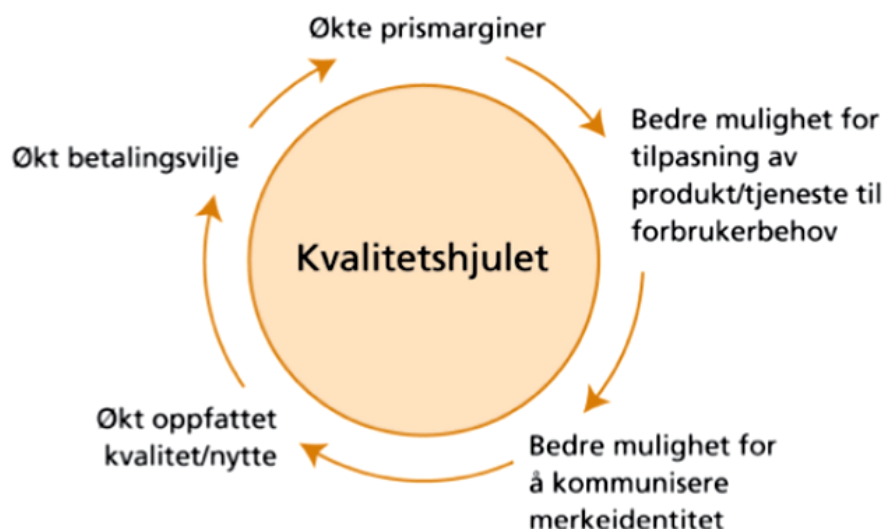 Økte prismarginer
Bedre mulighet for
tilpasning av
produkt/tjeneste til
forbrukerbehov
Bedre mulighet for
å kommunisere
merkeidentitet
Økt oppfattet
kvalitet/nytte
Økt betalingsvilje
Kvalitetshjulet